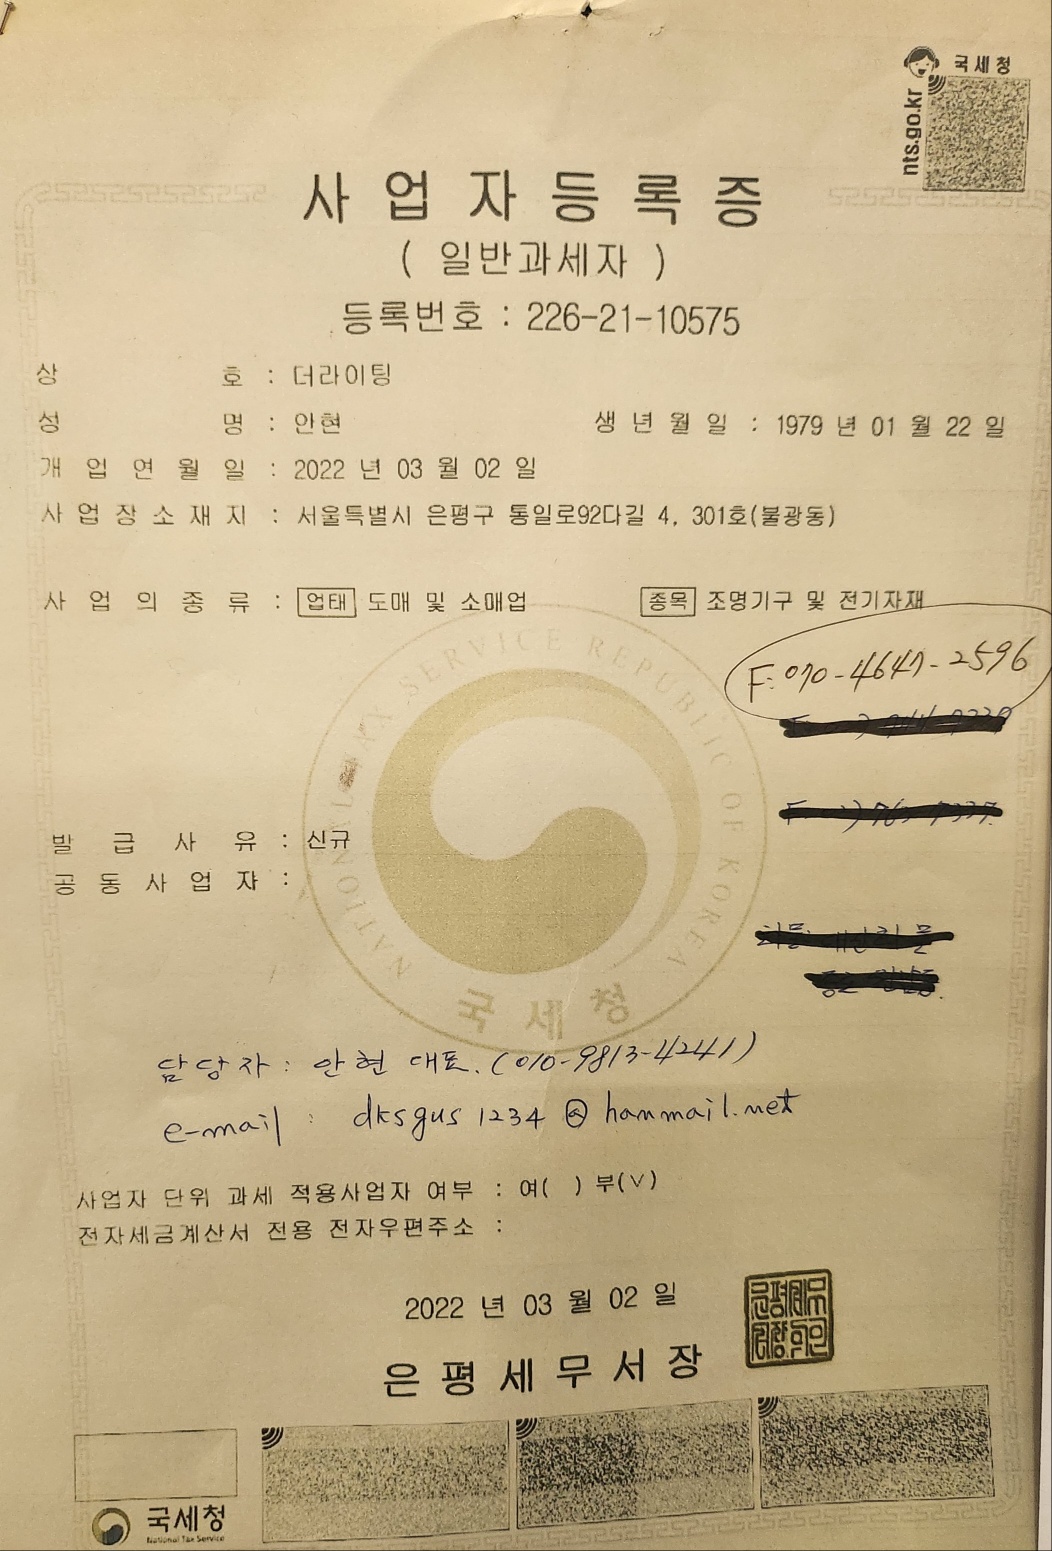 국세청
nts.go.kr
사업자등록증
( 일반과세자 )
등록번호 : 226-21-10575
상 호 : 더라이팅
성 명 : 안현 생년월일 : 1979 년 01 월 22 일
개업연월일 : 2022 년 03 월 02 일
사업장소재지 : 서울특별시 은평구 통일로92다길 4, 301호(불광동)
사업의종류 : 업태 도매 및 소매업 종목 조명기구 및 전기자재
F: 070-4647-2596
NATIONAL TAX SERVICE REPUBLIC OF KOREA
국세청
발급사유 : 신규
공동사업자 :
담당자 : 안현 대표. (010-9813-4241)
e-mail : dksgus1234@hanmail.net
사업자 단위 과세 적용사업자 여부 : 여( ) 부(∨)
전자세금계산서 전용 전자우편주소 :
2022 년 03 월 02 일
은평세무서장
국세청
National Tax Service